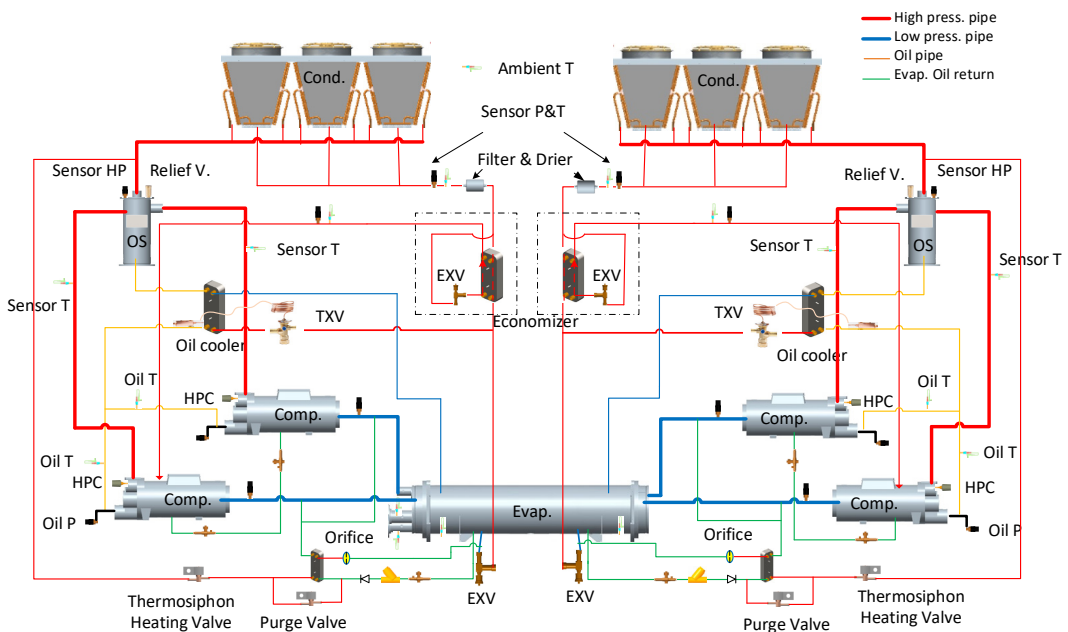 High press. pipe
Low press. pipe
Oil pipe
Evap. Oil return
Cond.
Ambient T
Cond.
Sensor P&T
Sensor HP
Relief V.
Filter & Drier
Relief V.
Sensor HP
OS
Sensor T
Sensor T
OS
Sensor T
Sensor T
EXV
EXV
Economizer
TXV
TXV
Oil cooler
Oil cooler
Oil T
Oil T
HPC
Comp.
Comp.
HPC
Oil T
Oil T
HPC
Comp.
Evap.
Comp.
HPC
Oil P
Orifice
Orifice
Oil P
EXV
EXV
Thermosiphon
Heating Valve
Purge Valve
Purge Valve
Thermosiphon
Heating Valve